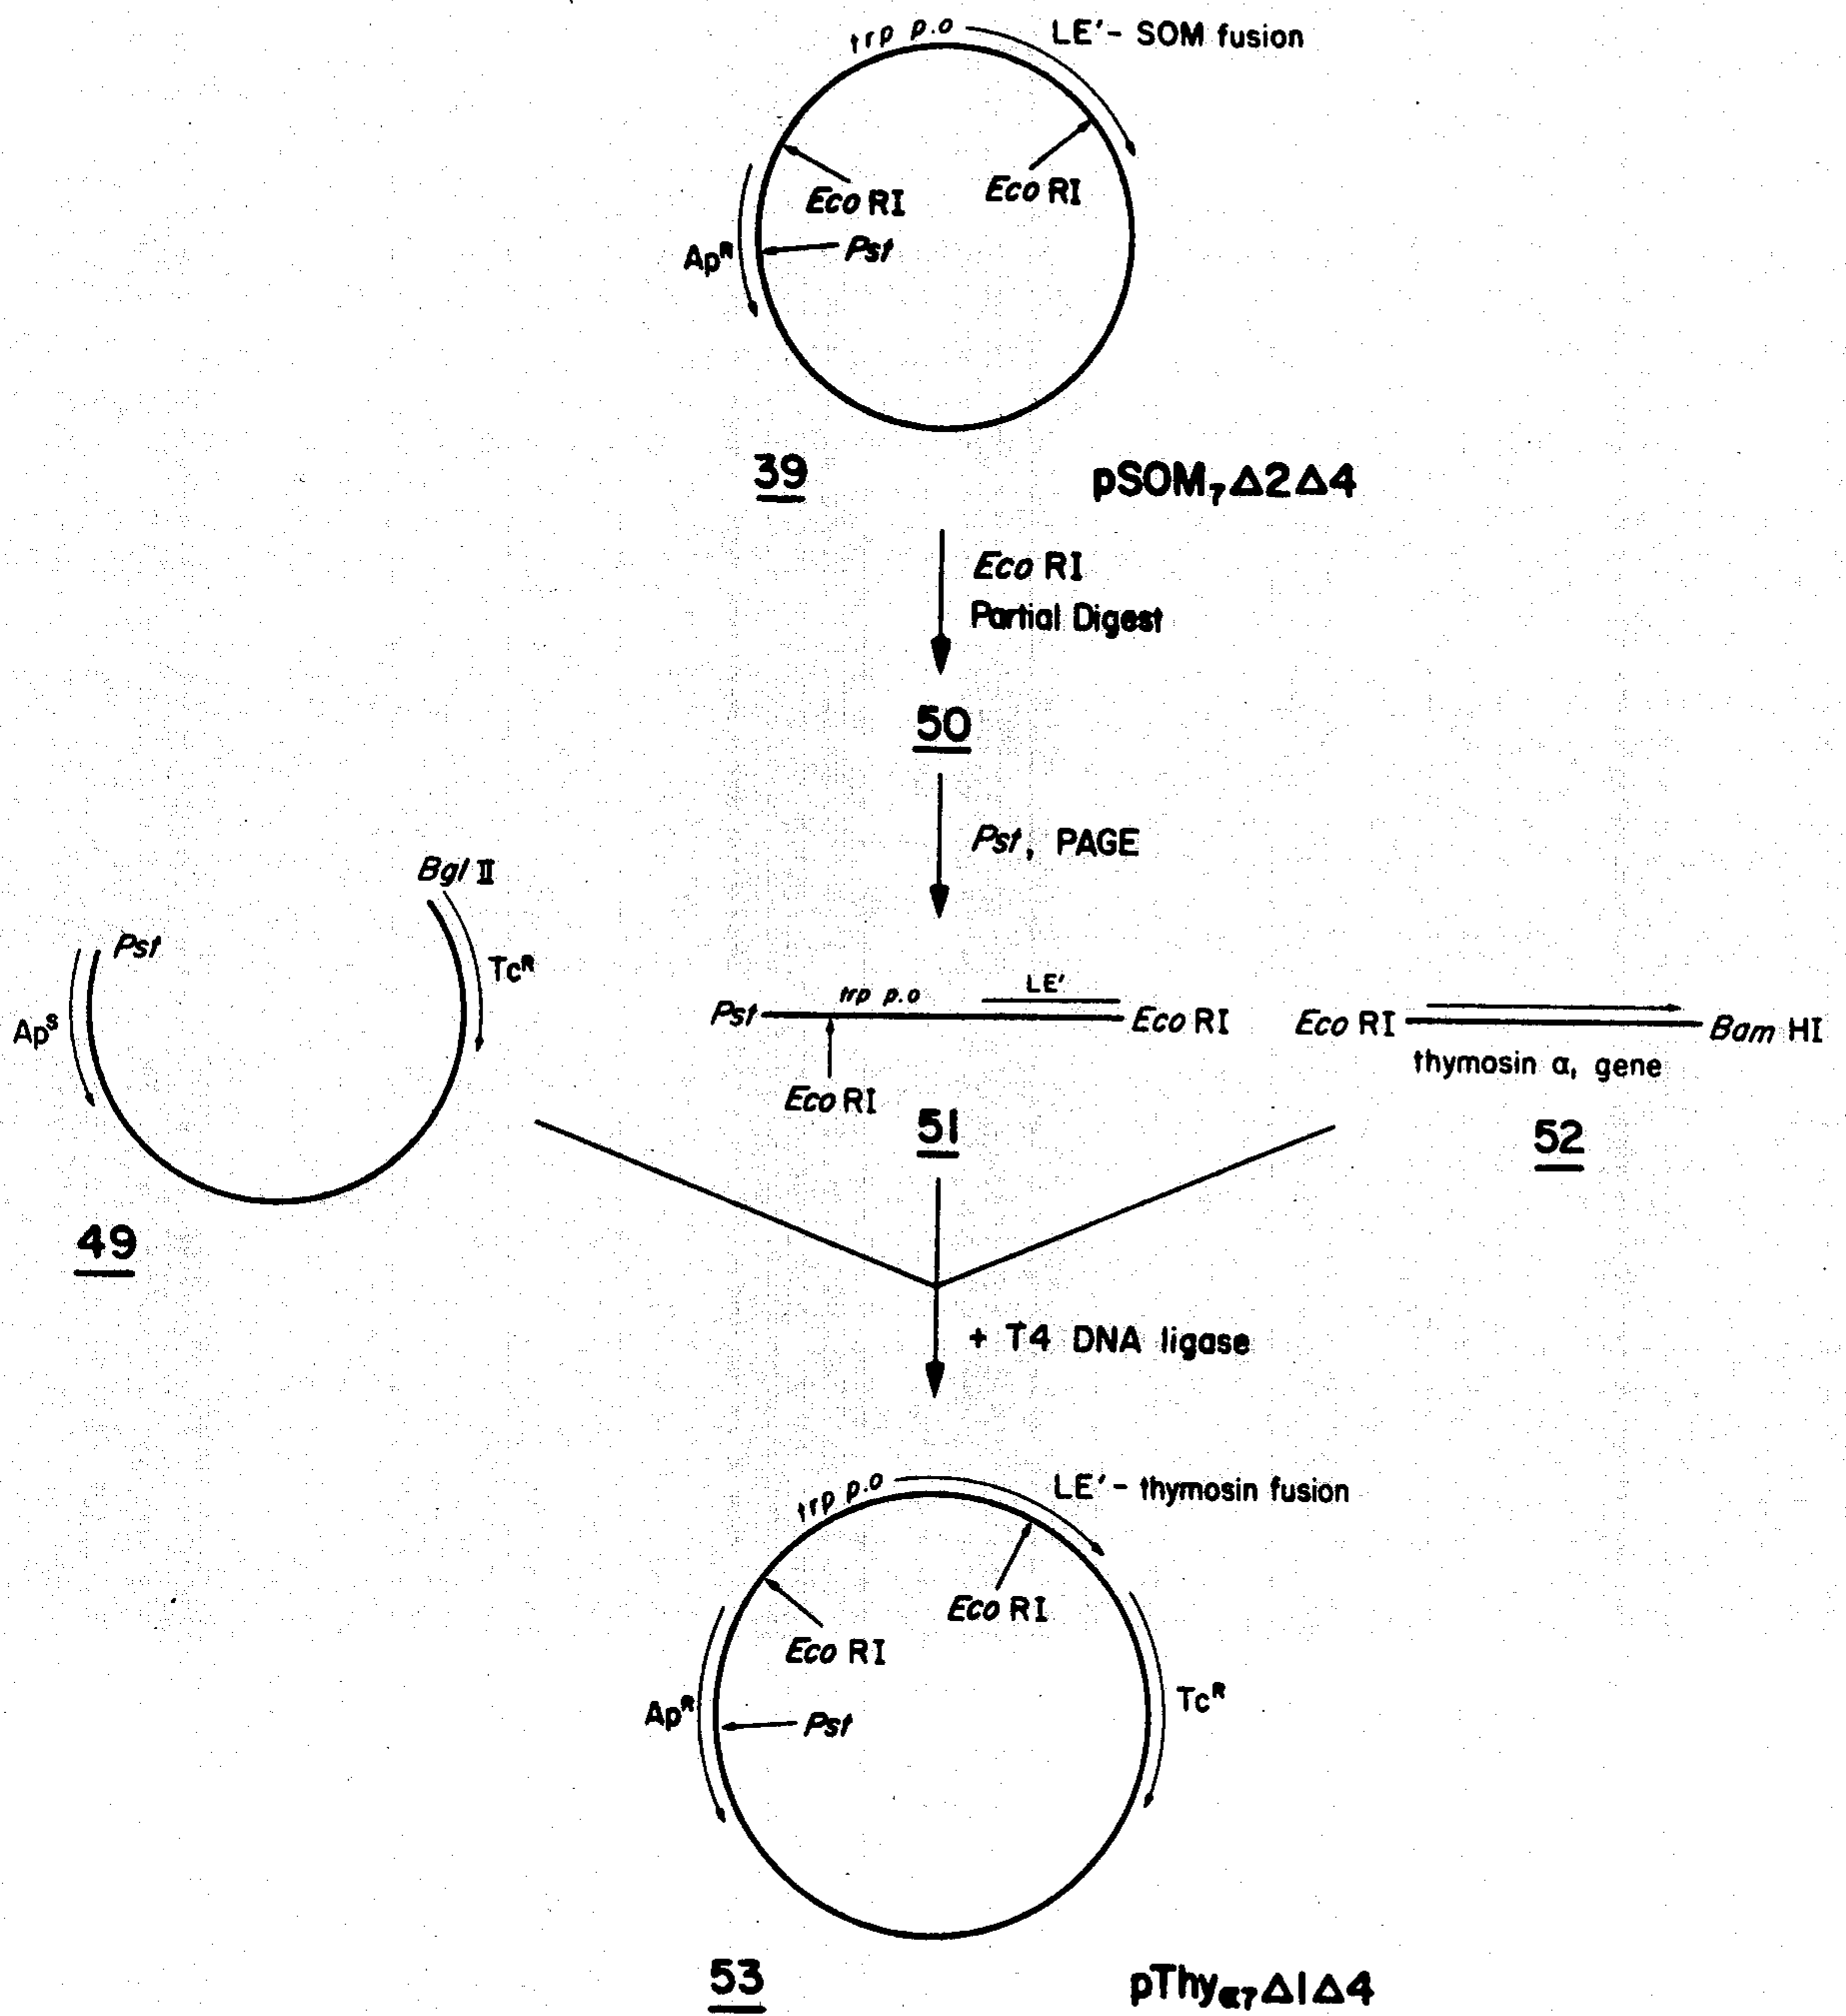 trp p.o
LE'- SOM fusion
Eco RI
Eco RI
Ap^R
Pst
39
pSOM₇Δ2Δ4
Eco RI
Partial Digest
50
Pst, PAGE
Bgl II
Pst
Tc^R
Ap^S
49
trp p.o
LE'
Pst
Eco RI
Eco RI
51
Eco RI
Bam HI
thymosin α, gene
52
+ T4 DNA ligase
trp p.o
LE'- thymosin fusion
Eco RI
Eco RI
Ap^R
Pst
Tc^R
53
pThy_α7Δ1Δ4